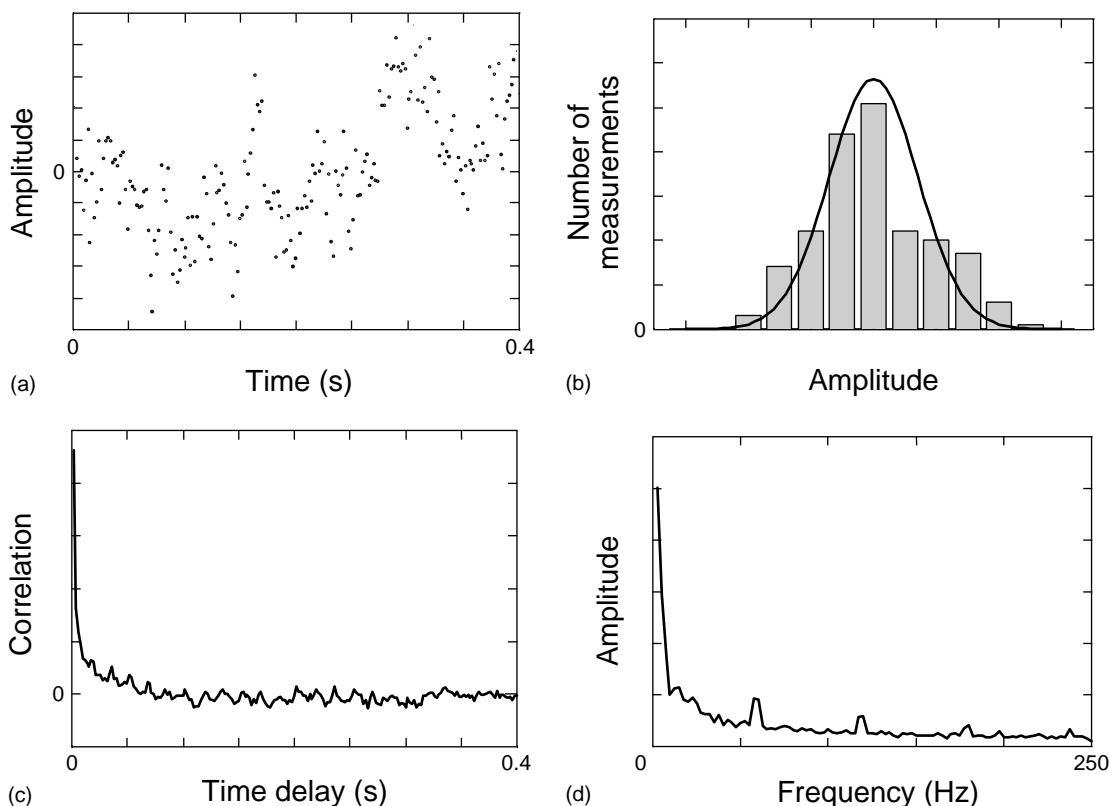 Amplitude
0
0
0.4
Time (s)
(a)
Number of
measurements
0
Amplitude
(b)
Correlation
0
0
0.4
Time delay (s)
(c)
Amplitude
0
250
Frequency (Hz)
(d)